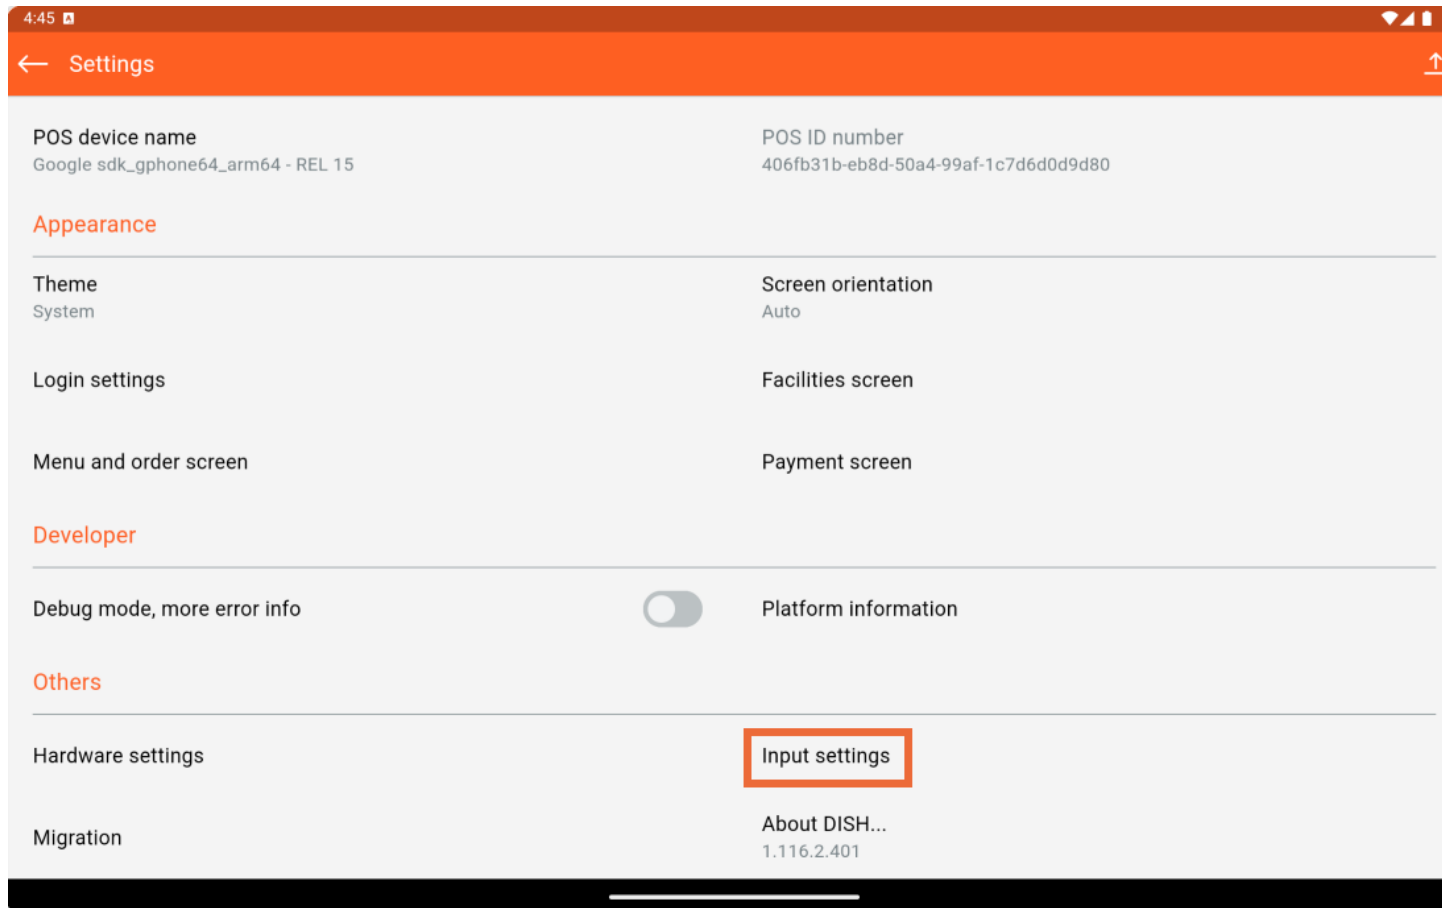 4:45
Settings
POS device name
Google sdk_gphone64_arm64 - REL 15
POS ID number
406fb31b-eb8d-50a4-99af-1c7d6d0d9d80
Appearance
Theme
System
Screen orientation
Auto
Login settings
Facilities screen
Menu and order screen
Payment screen
Developer
Debug mode, more error info
Platform information
Others
Hardware settings
Input settings
Migration
About DISH...
1.116.2.401